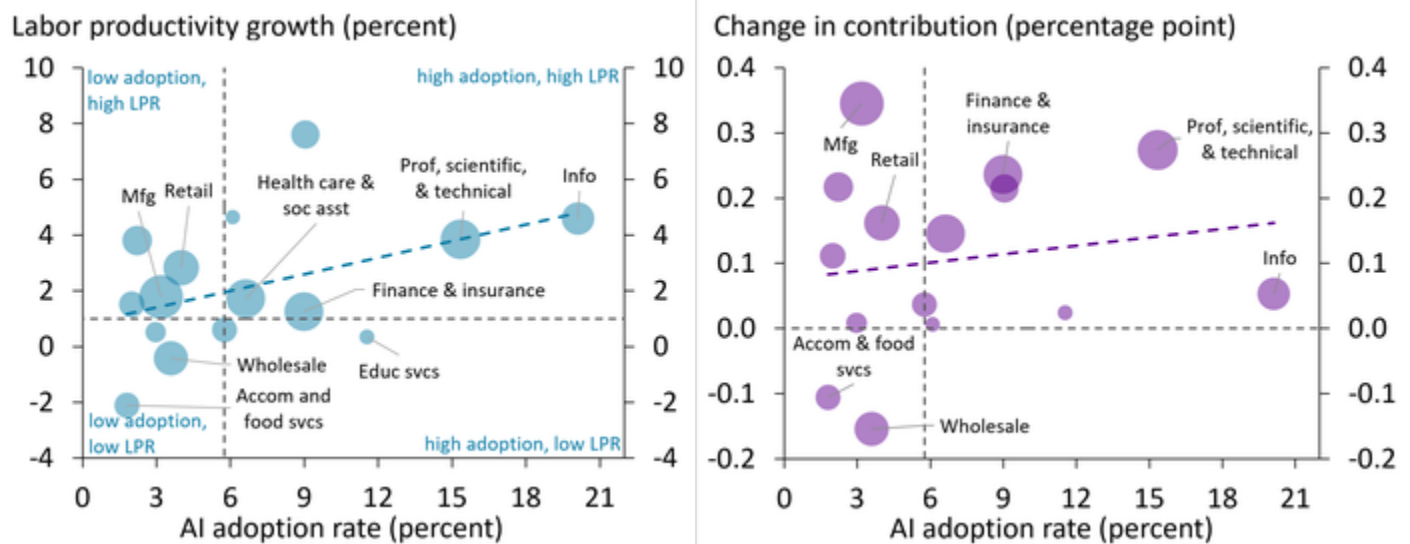 Labor productivity growth (percent)
10
8
6
4
2
0
-2
-4
10
8
6
4
2
0
-2
-4
low adoption,
high LPR
high adoption, high LPR
Mfg
Retail
Health care &
soc asst
Prof, scientific,
& technical
Info
Finance & insurance
Wholesale
Educ svcs
Accom and
food svcs
low adoption,
low LPR
high adoption, low LPR
0 3 6 9 12 15 18 21
AI adoption rate (percent)
Change in contribution (percentage point)
0.4
0.3
0.2
0.1
0.0
-0.1
-0.2
0.4
0.3
0.2
0.1
0.0
-0.1
-0.2
Finance &
insurance
Mfg
Retail
Prof, scientific,
& technical
Info
Accom & food
svcs
Wholesale
0 3 6 9 12 15 18 21
AI adoption rate (percent)